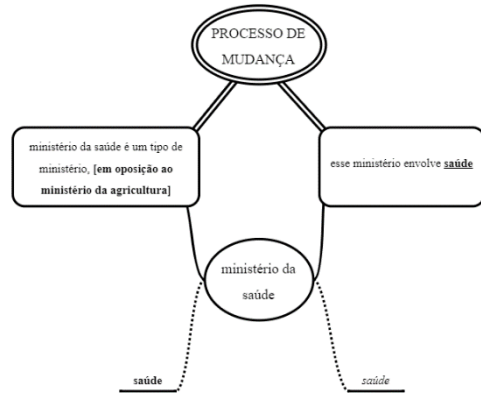 PROCESSO DE
MUDANÇA
ministério da saúde é um tipo de
ministério, [em oposição ao
ministério da agricultura]
esse ministério envolve saúde
ministério da
saúde
saúde
saúde